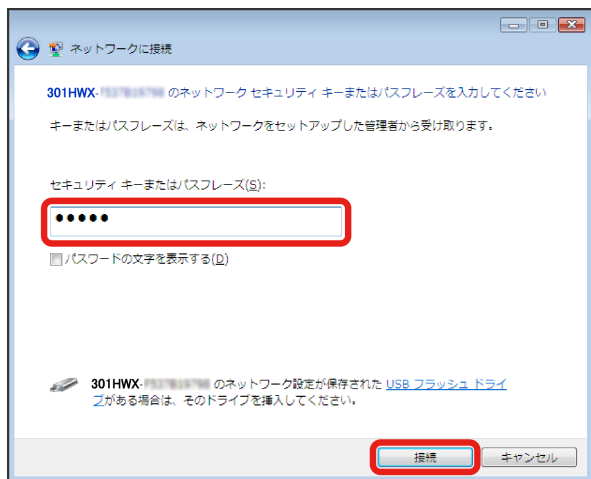 ネットワークに接続
301HWX- のネットワーク セキュリティ キーまたはパスフレーズを入力してください
キーまたはパスフレーズは、ネットワークをセットアップした管理者から受け取ります。
セキュリティ キーまたはパスフレーズ(S):
●●●●●
パスワードの文字を表示する(D)
301HWX- のネットワーク設定が保存された USB フラッシュ ドライ
ブがある場合は、そのドライブを挿入してください。
接続 キャンセル